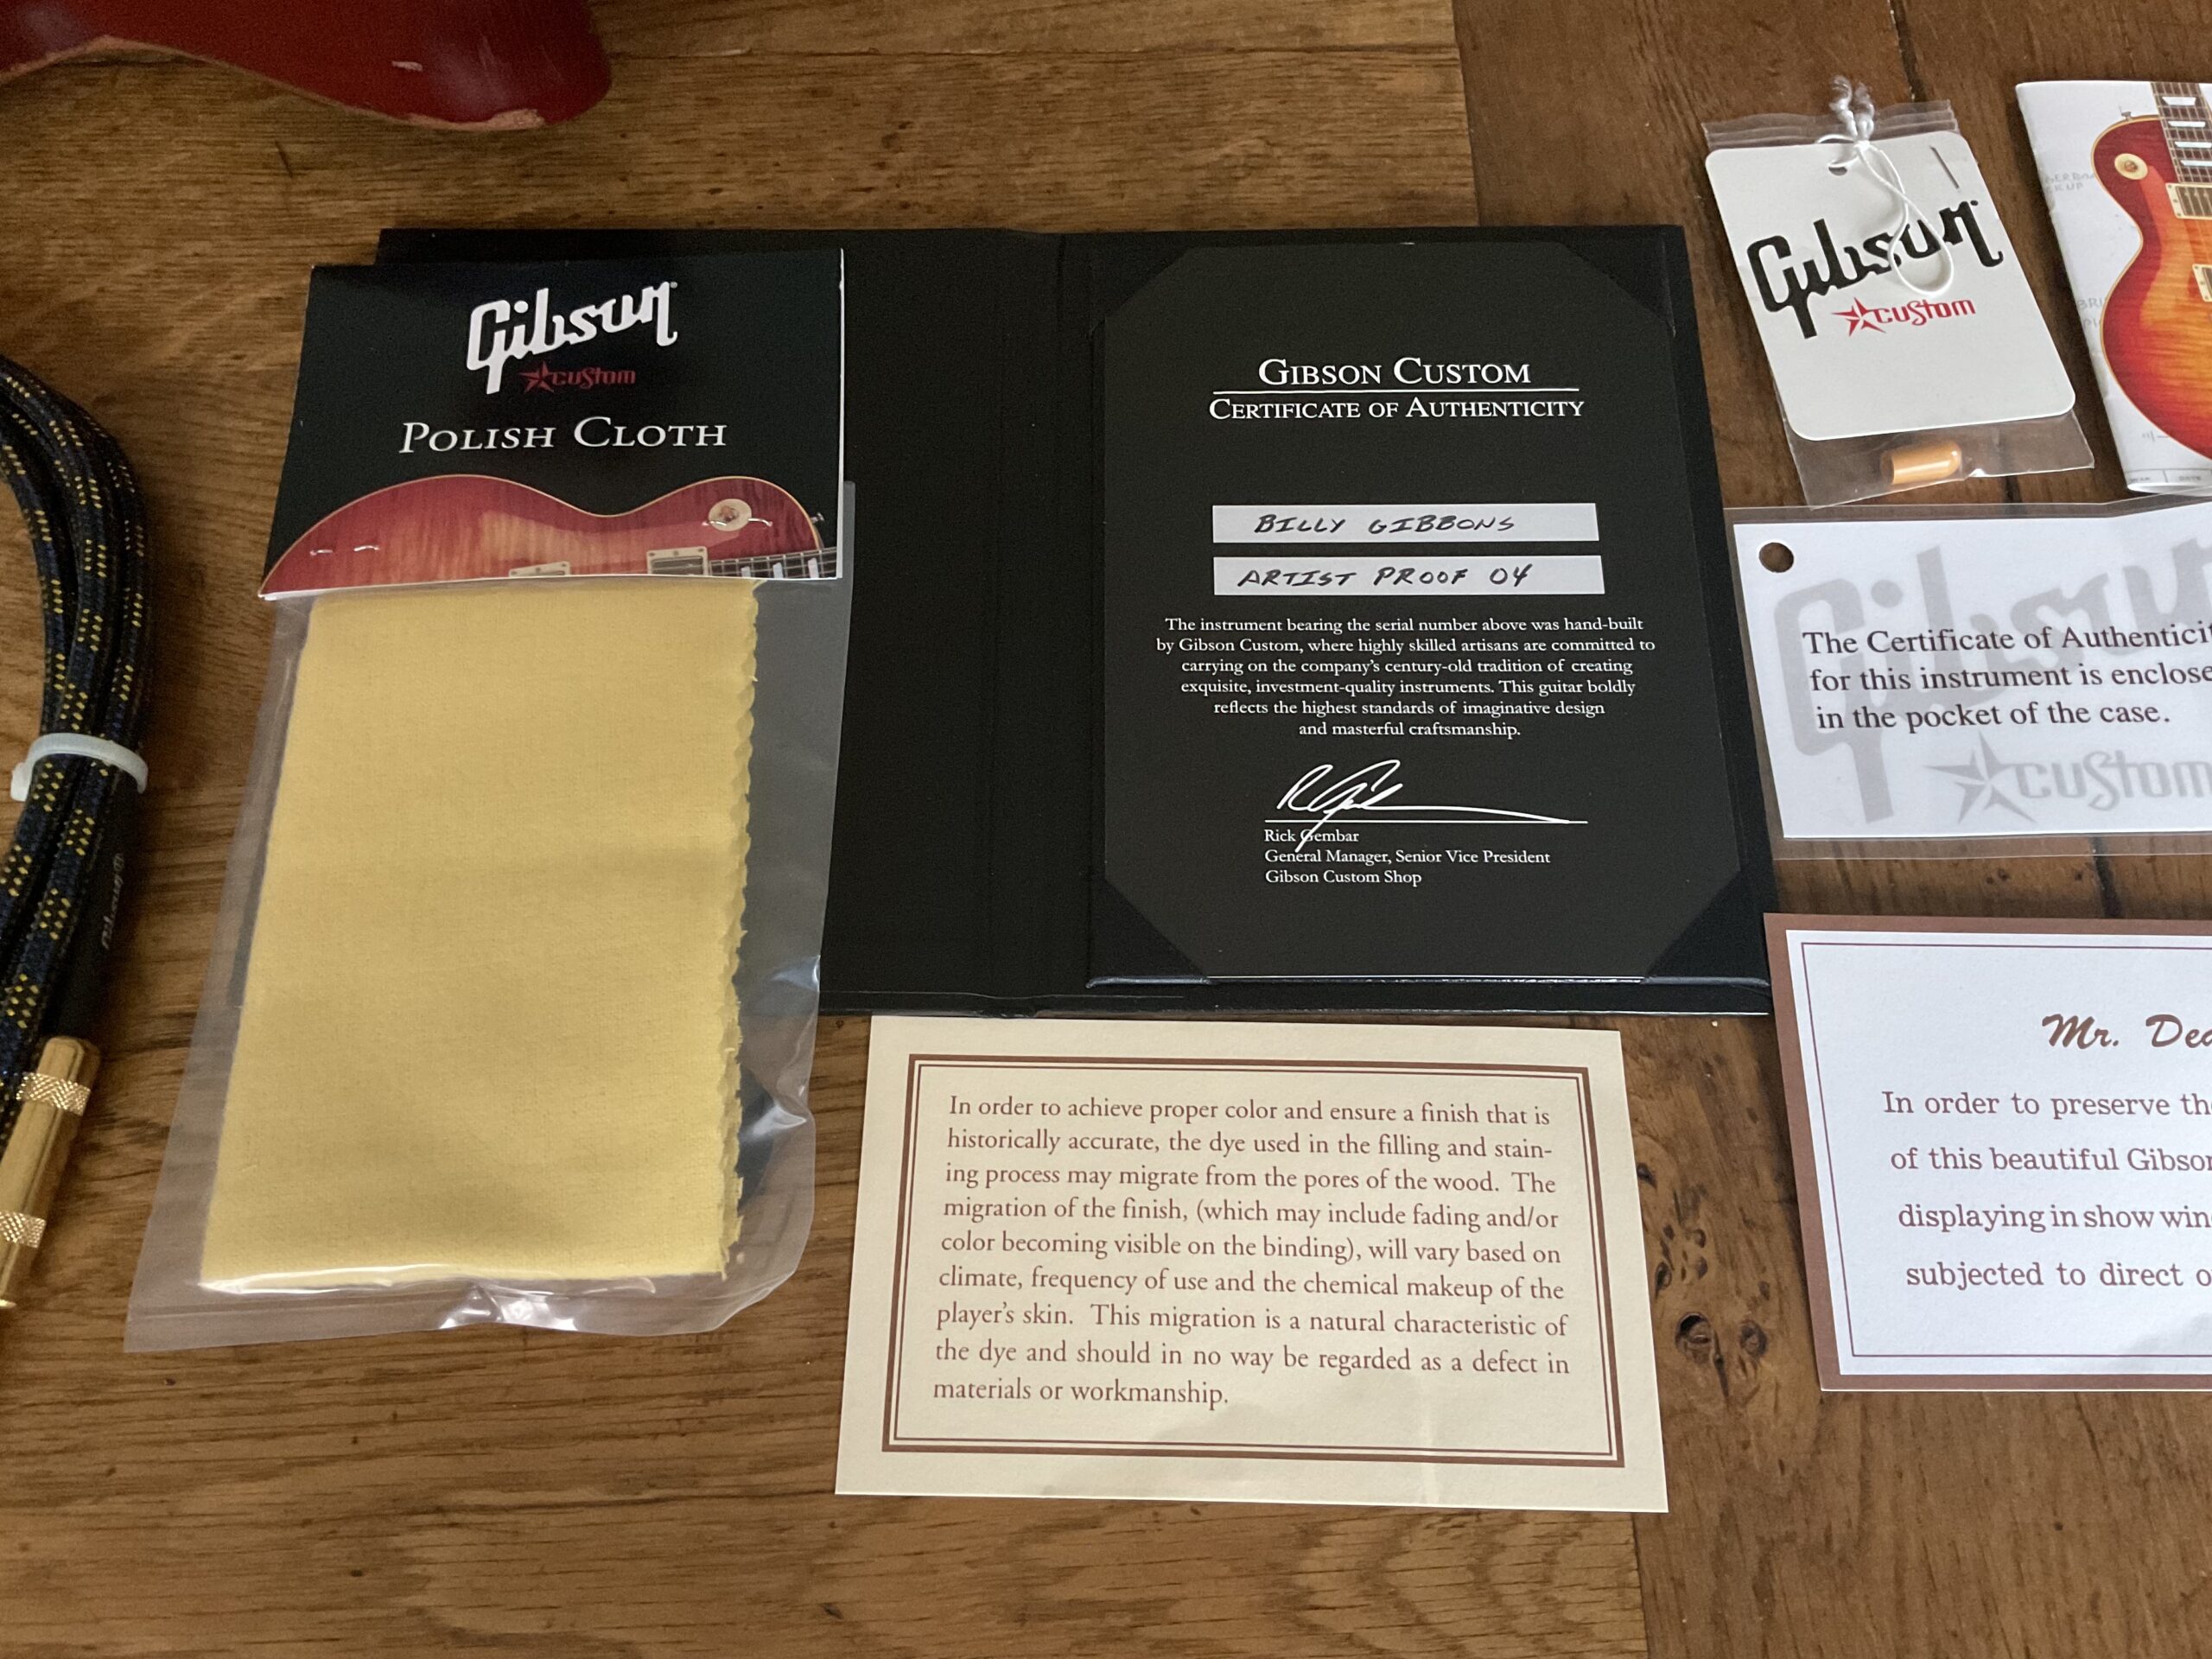 Gibson
custom
POLISH CLOTH
GIBSON CUSTOM
CERTIFICATE OF AUTHENTICITY
BILLY GIBBONS
ARTIST PROOF 04
The instrument bearing the serial number above was hand-built
by Gibson Custom, where highly skilled artisans are committed to
carrying on the company's century-old tradition of creating
exquisite, investment-quality instruments. This guitar boldly
reflects the highest standards of imaginative design
and masterful craftsmanship.
Rick Gembar
General Manager, Senior Vice President
Gibson Custom Shop
Gibson
custom
The Certificate of Authenticit
for this instrument is enclose
in the pocket of the case.
Gibson
custom
Mr. Dea
In order to preserve the
of this beautiful Gibson
displaying in show win
subjected to direct o
In order to achieve proper color and ensure a finish that is
historically accurate, the dye used in the filling and stain-
ing process may migrate from the pores of the wood. The
migration of the finish, (which may include fading and/or
color becoming visible on the binding), will vary based on
climate, frequency of use and the chemical makeup of the
player's skin. This migration is a natural characteristic of
the dye and should in no way be regarded as a defect in
materials or workmanship.
Gibson